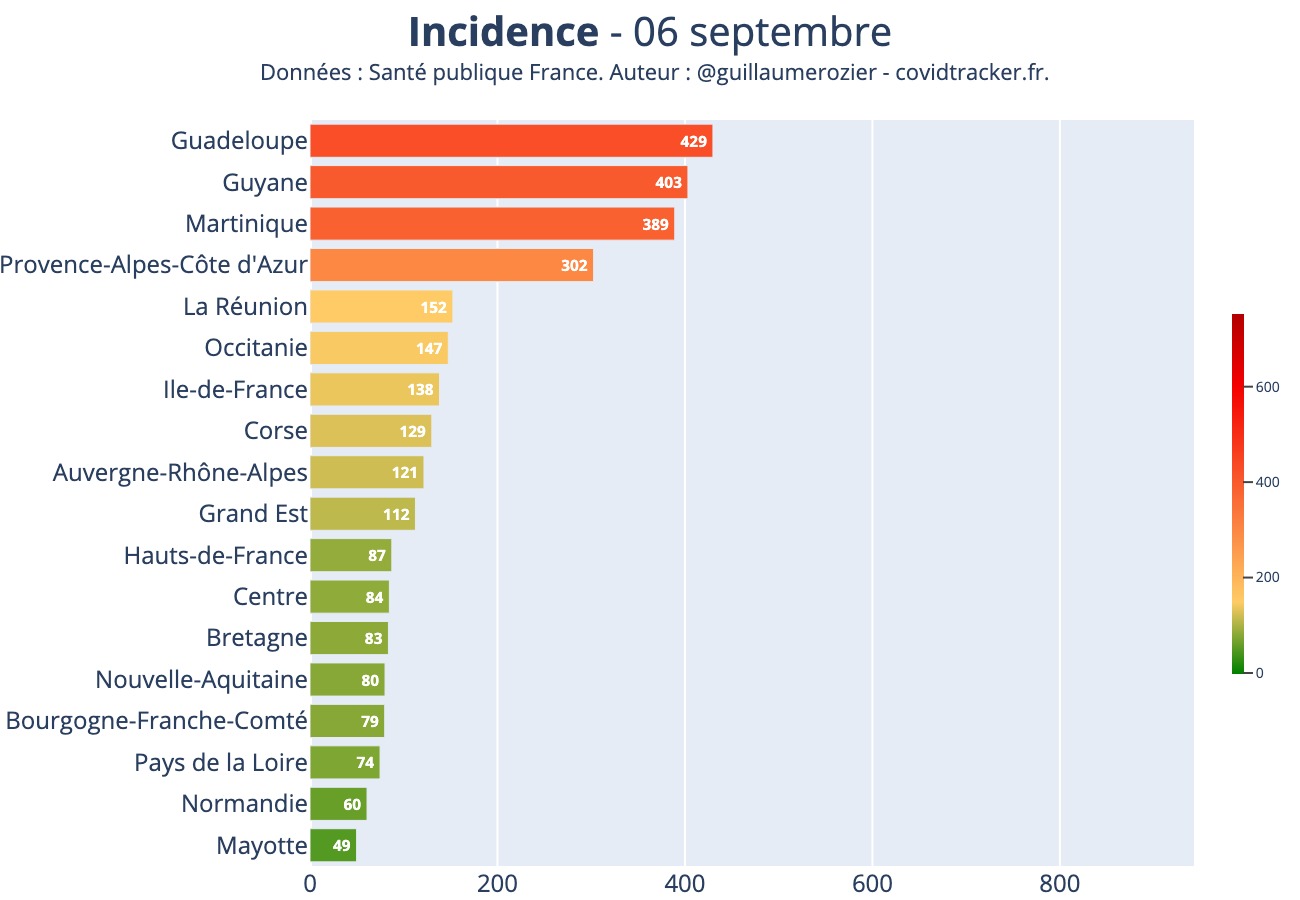 Incidence - 06 septembre
Données : Santé publique France. Auteur : @guillaumerozier - covidtracker.fr.
Guadeloupe 429
Guyane 403
Martinique 389
Provence-Alpes-Côte d'Azur 302
La Réunion 152
Occitanie 147
Ile-de-France 138
Corse 129
Auvergne-Rhône-Alpes 121
Grand Est 112
Hauts-de-France 87
Centre 84
Bretagne 83
Nouvelle-Aquitaine 80
Bourgogne-Franche-Comté 79
Pays de la Loire 74
Normandie 60
Mayotte 49
0 200 400 600 800
600
400
200
0